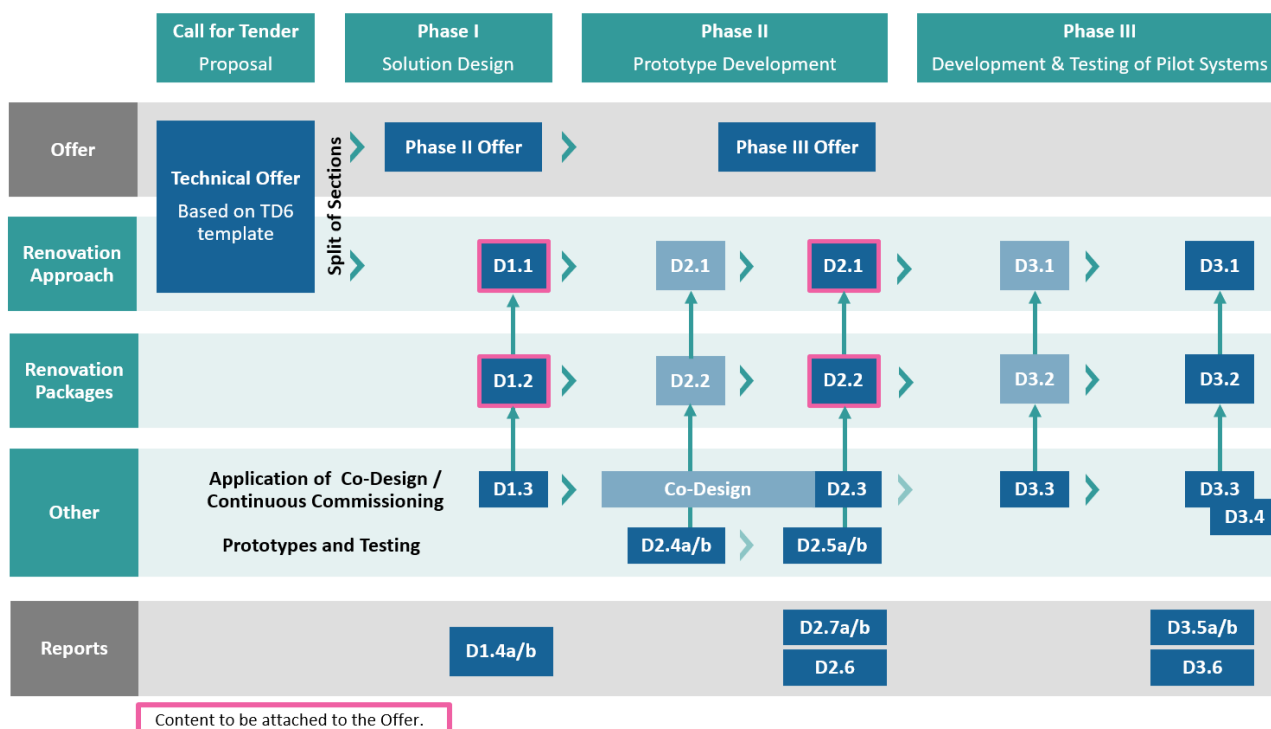 Call for Tender
Proposal
Phase I
Solution Design
Phase II
Prototype Development
Phase III
Development & Testing of Pilot Systems
Offer
Technical Offer
Based on TD6
template
Split of Sections
Phase II Offer
Phase III Offer
Renovation
Approach
D1.1
D2.1
D2.1
D3.1
D3.1
Renovation
Packages
D1.2
D2.2
D2.2
D3.2
D3.2
Other
Application of Co-Design /
Continuous Commissioning
D1.3
Co-Design
D2.3
D3.3
D3.3
D3.4
Prototypes and Testing
D2.4a/b
D2.5a/b
Reports
D1.4a/b
D2.7a/b
D2.6
D3.5a/b
D3.6
Content to be attached to the Offer.